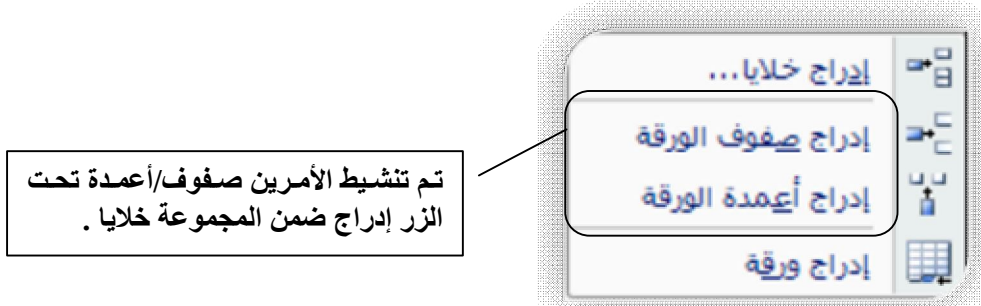 إدراج خلايا...
إدراج صفوف الورقة
إدراج أعمدة الورقة
إدراج ورقة
تم تنشيط الأمرين صفوف/أعمدة تحت
الزر إدراج ضمن المجموعة خلايا .